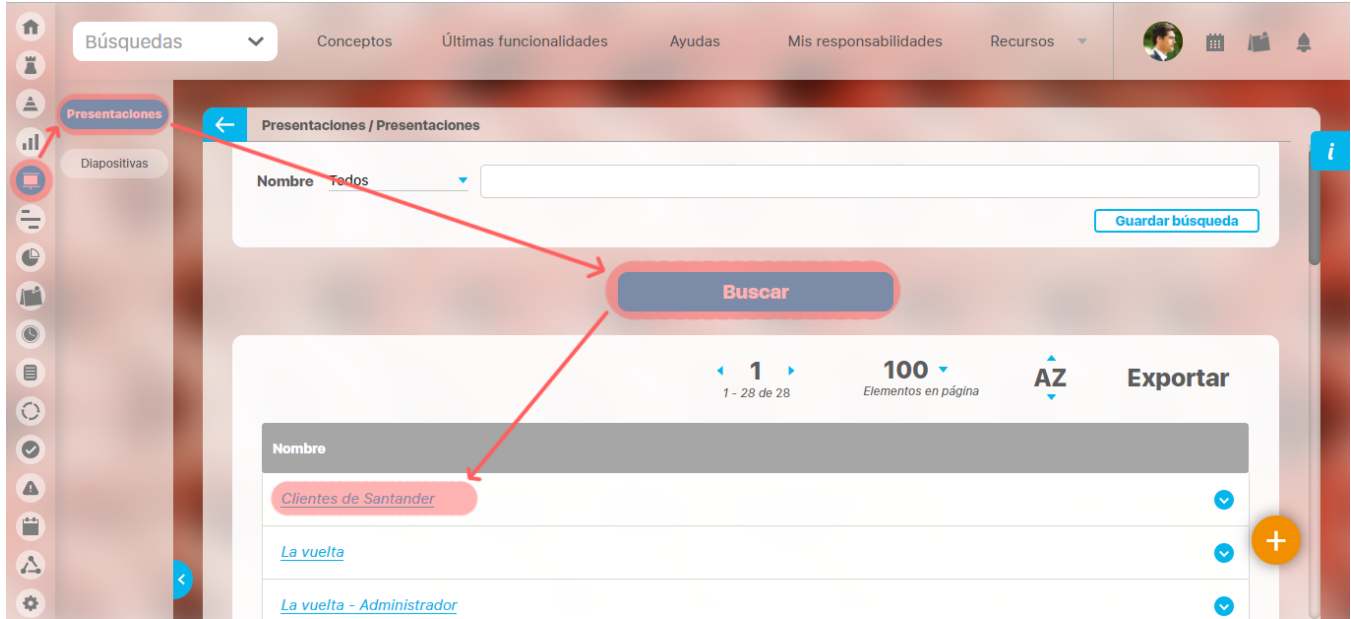 Búsquedas
Conceptos
Últimas funcionalidades
Ayudas
Mis responsabilidades
Recursos
Presentaciones
Diapositivas
Presentaciones / Presentaciones
i
Nombre Todos
Guardar búsqueda
Buscar
1
1 - 28 de 28
100
Elementos en página
AZ
Exportar
Nombre
Clientes de Santander
La vuelta
La vuelta - Administrador